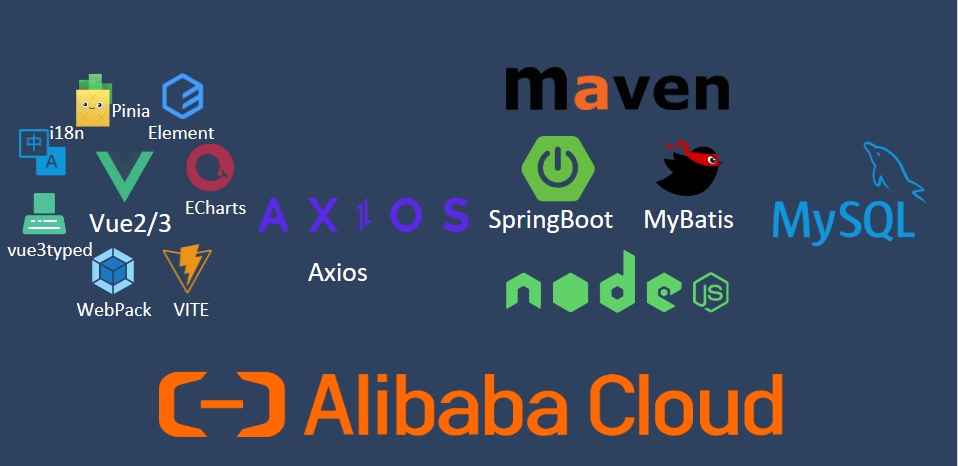 maven
Pinia
i18n
Element
中
A
ECharts
Vue2/3
vue3typed
AXIOS
Axios
SpringBoot
MyBatis
MySQL
WebPack
VITE
node
JS
Alibaba Cloud